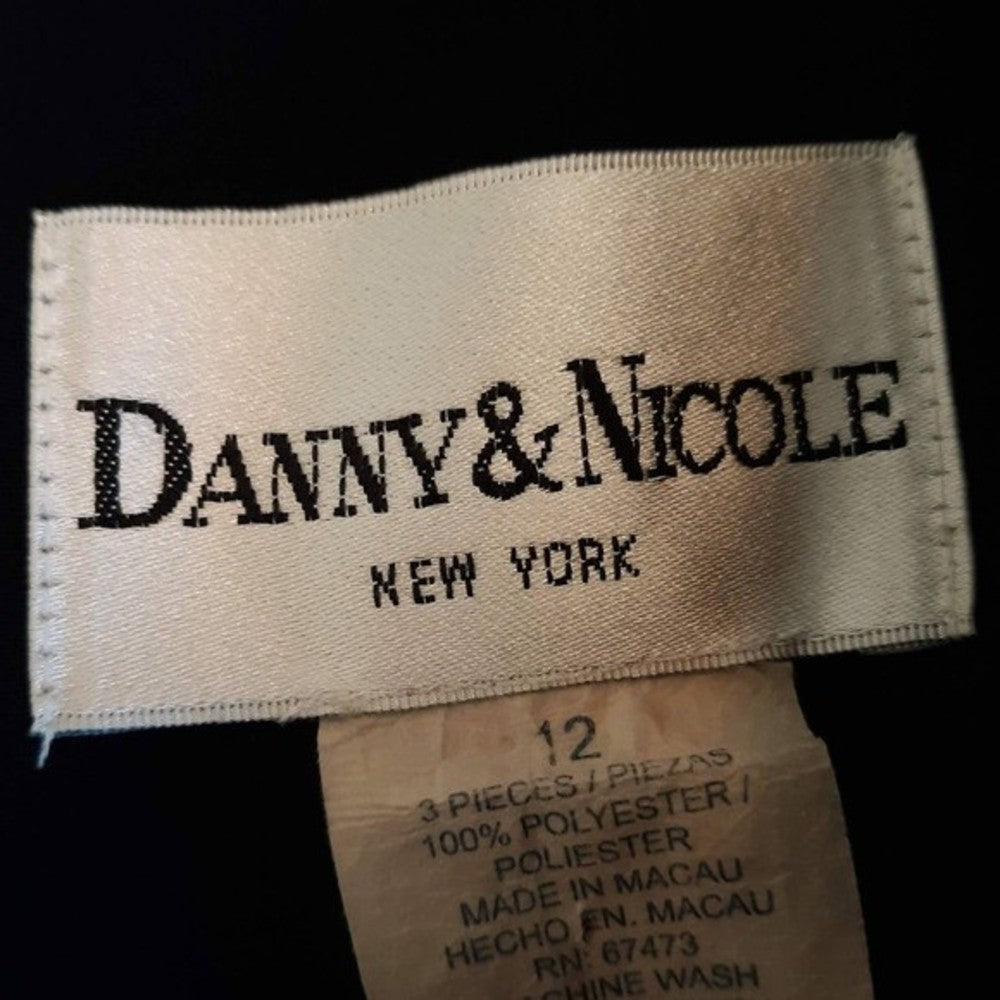 DANNY & NICOLE
NEW YORK
12
3 PIECES / PIEZAS
100% POLYESTER /
POLIESTER
MADE IN MACAU
HECHO EN. MACAU
RN: 67473
WASH